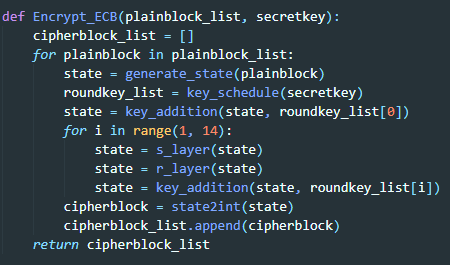 def Encrypt_ECB(plainblock_list, secretkey):
    cipherblock_list = []
    for plainblock in plainblock_list:
        state = generate_state(plainblock)
        roundkey_list = key_schedule(secretkey)
        state = key_addition(state, roundkey_list[0])
        for i in range(1, 14):
            state = s_layer(state)
            state = r_layer(state)
            state = key_addition(state, roundkey_list[i])
        cipherblock = state2int(state)
        cipherblock_list.append(cipherblock)
    return cipherblock_list